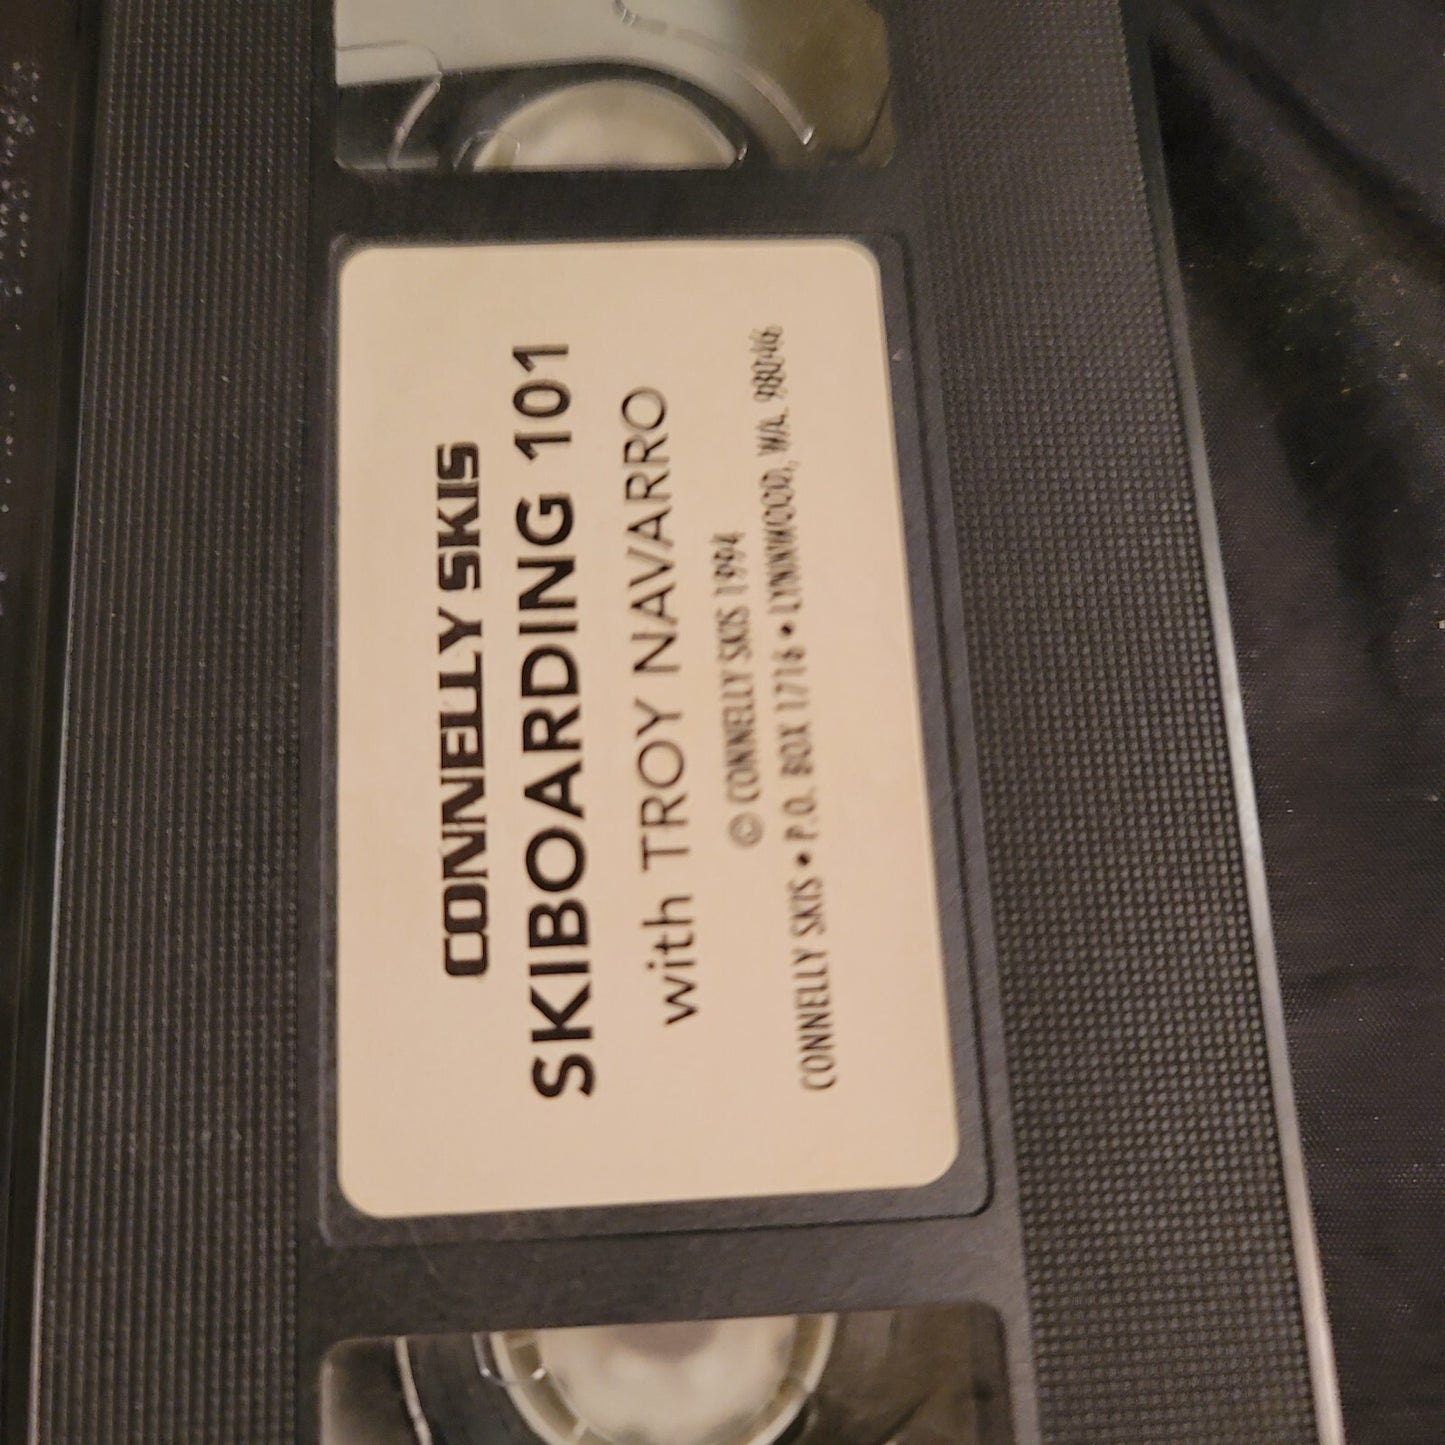 CONNELLY SKIS
SKIBOARDING 101
with TROY NAVARRO
© CONNELLY SKIS 1994
CONNELLY SKIS • P.O. BOX 1716 • LYNNWOOD, WA. 98046